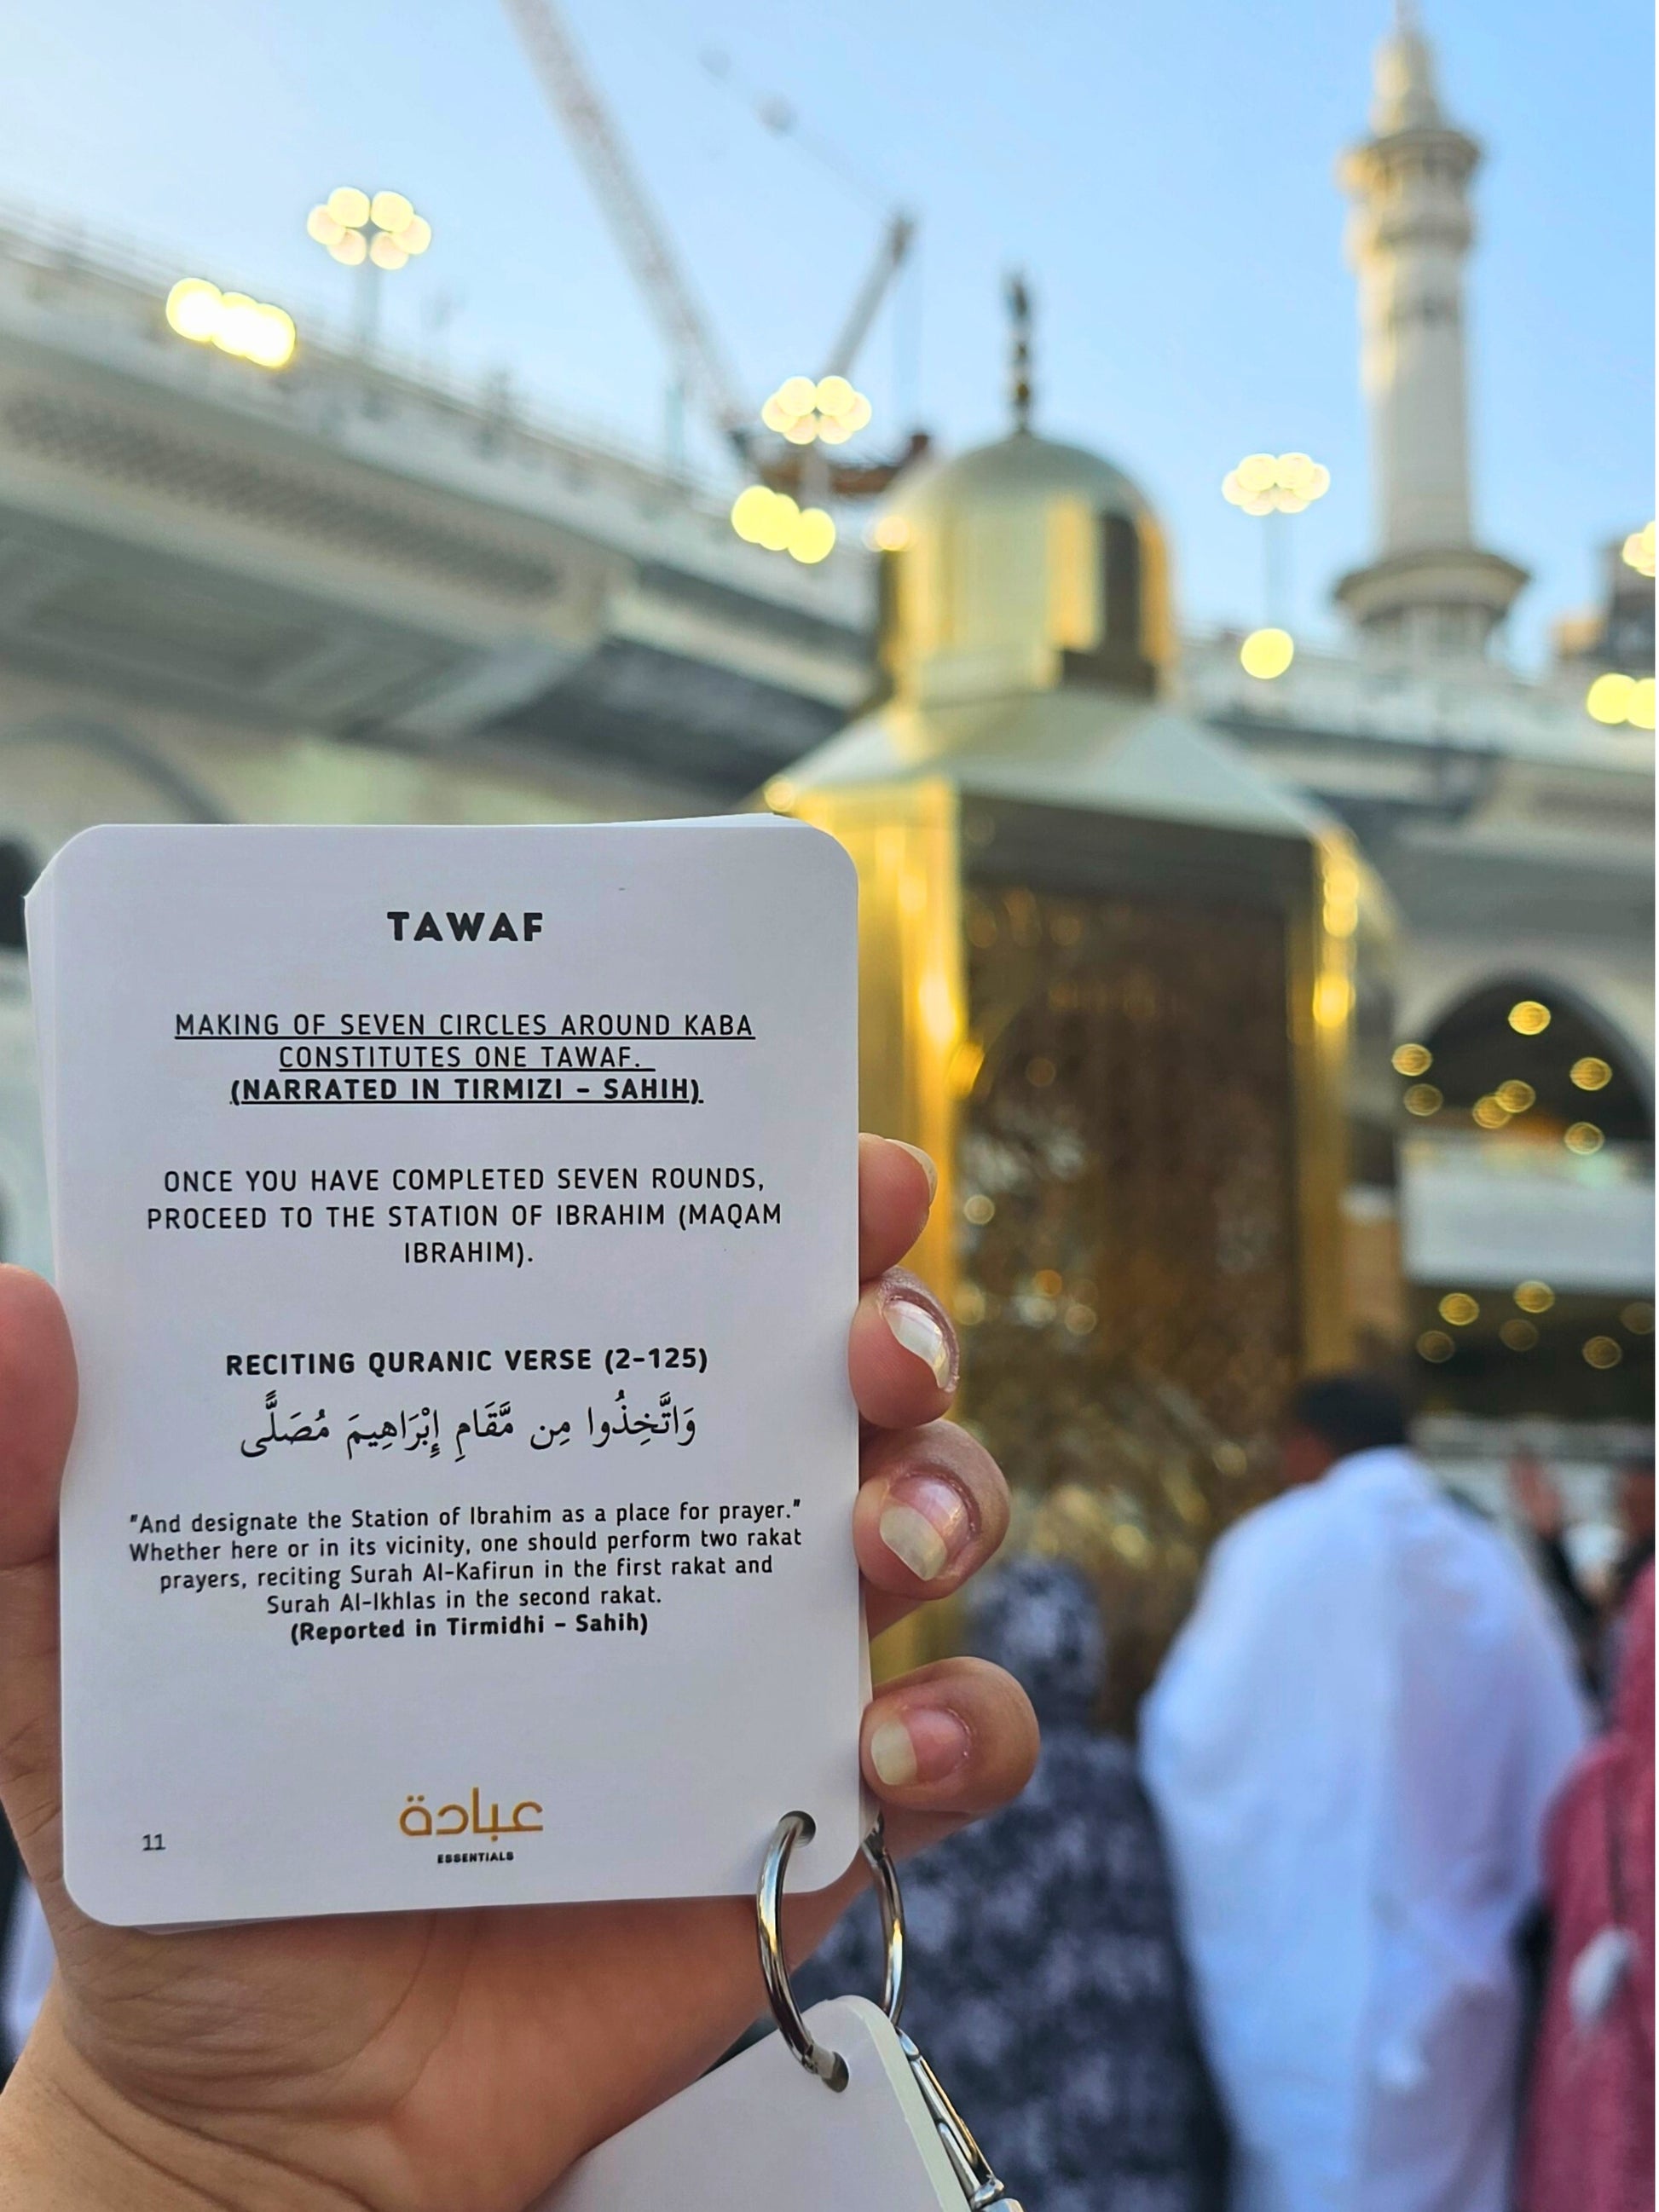 TAWAF
MAKING OF SEVEN CIRCLES AROUND KABA
CONSTITUTES ONE TAWAF.
(NARRATED IN TIRMIZI – SAHIH)
ONCE YOU HAVE COMPLETED SEVEN ROUNDS,
PROCEED TO THE STATION OF IBRAHIM (MAQAM
IBRAHIM).
RECITING QURANIC VERSE (2-125)
وَاتَّخِذُوا مِن مَّقَامِ إِبْرَاهِيمَ مُصَلًّى
"And designate the Station of Ibrahim as a place for prayer."
Whether here or in its vicinity, one should perform two rakat
prayers, reciting Surah Al-Kafirun in the first rakat and
Surah Al-Ikhlas in the second rakat.
(Reported in Tirmidhi – Sahih)
عبادة
ESSENTIALS
11